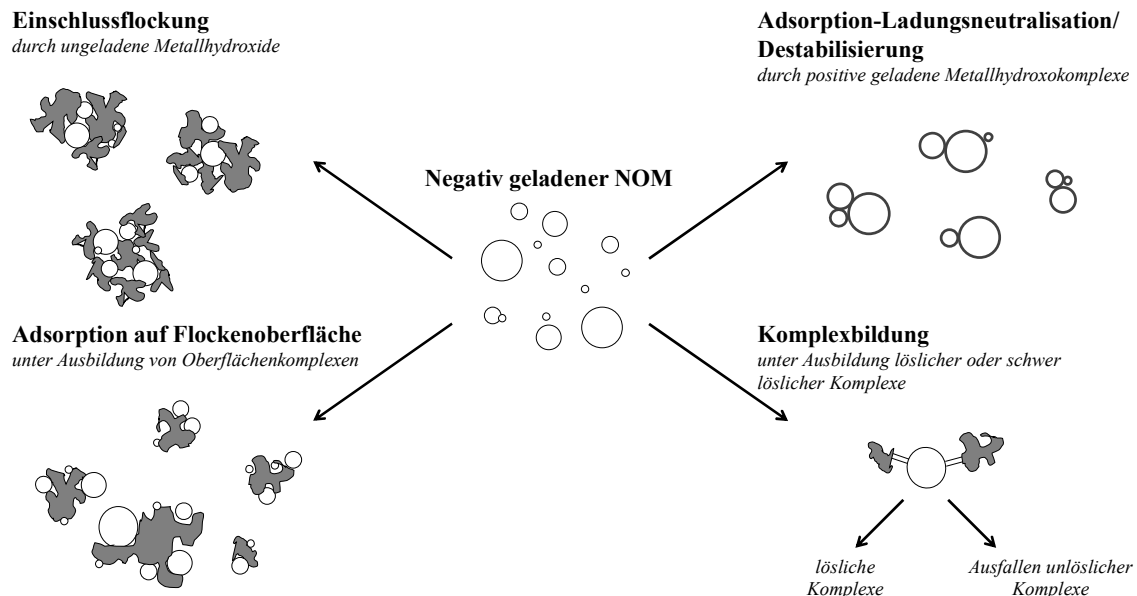 Einschlussflockung
durch ungeladene Metallhydroxide
Adsorption-Ladungsneutralisation/
Destabilisierung
durch positive geladene Metallhydroxokomplexe
Negativ geladener NOM
Adsorption auf Flockenoberfläche
unter Ausbildung von Oberflächenkomplexen
Komplexbildung
unter Ausbildung löslicher oder schwer
löslicher Komplexe
lösliche
Komplexe
Ausfallen unlöslicher
Komplexe